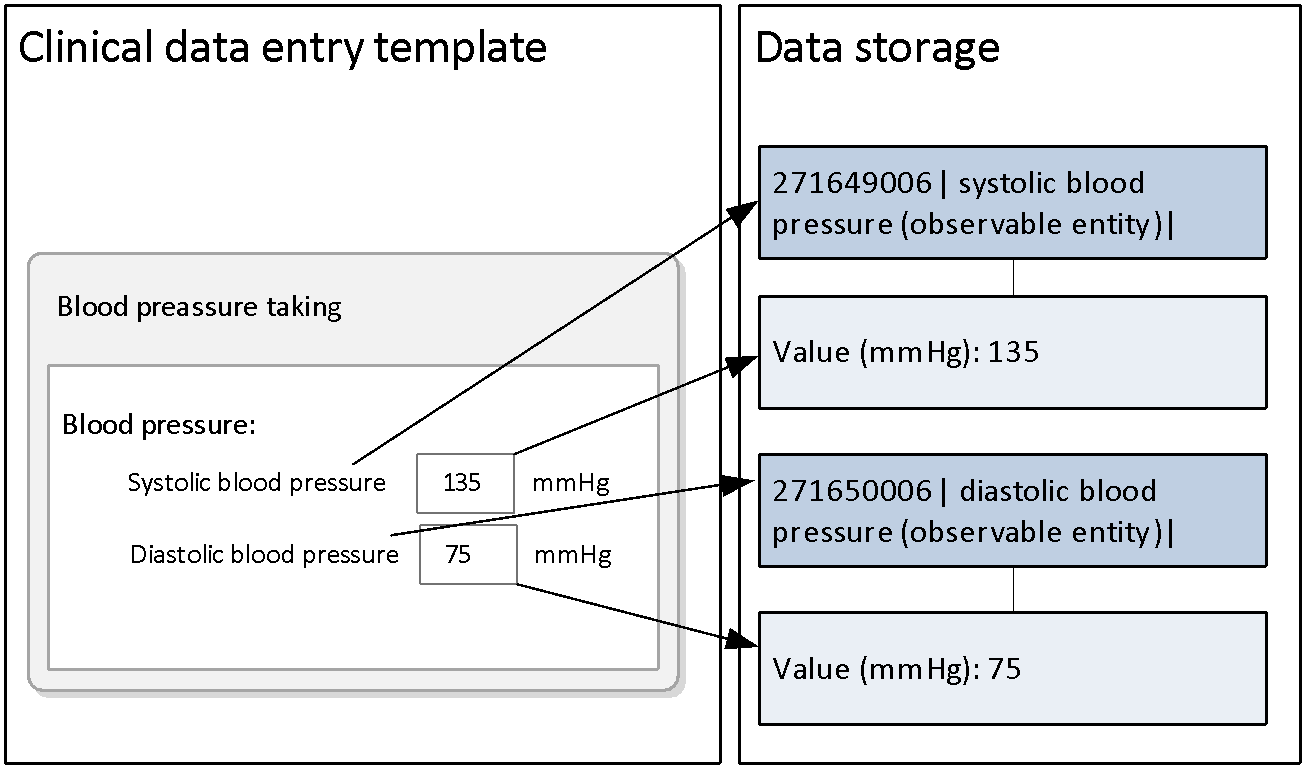 Clinical data entry template
Blood preassure taking
Blood pressure:
Systolic blood pressure 135 mmHg
Diastolic blood pressure 75 mmHg
Data storage
271649006| systolic blood
pressure (observable entity)|
Value (mmHg): 135
271650006| diastolic blood
pressure (observable entity)|
Value (mmHg): 75